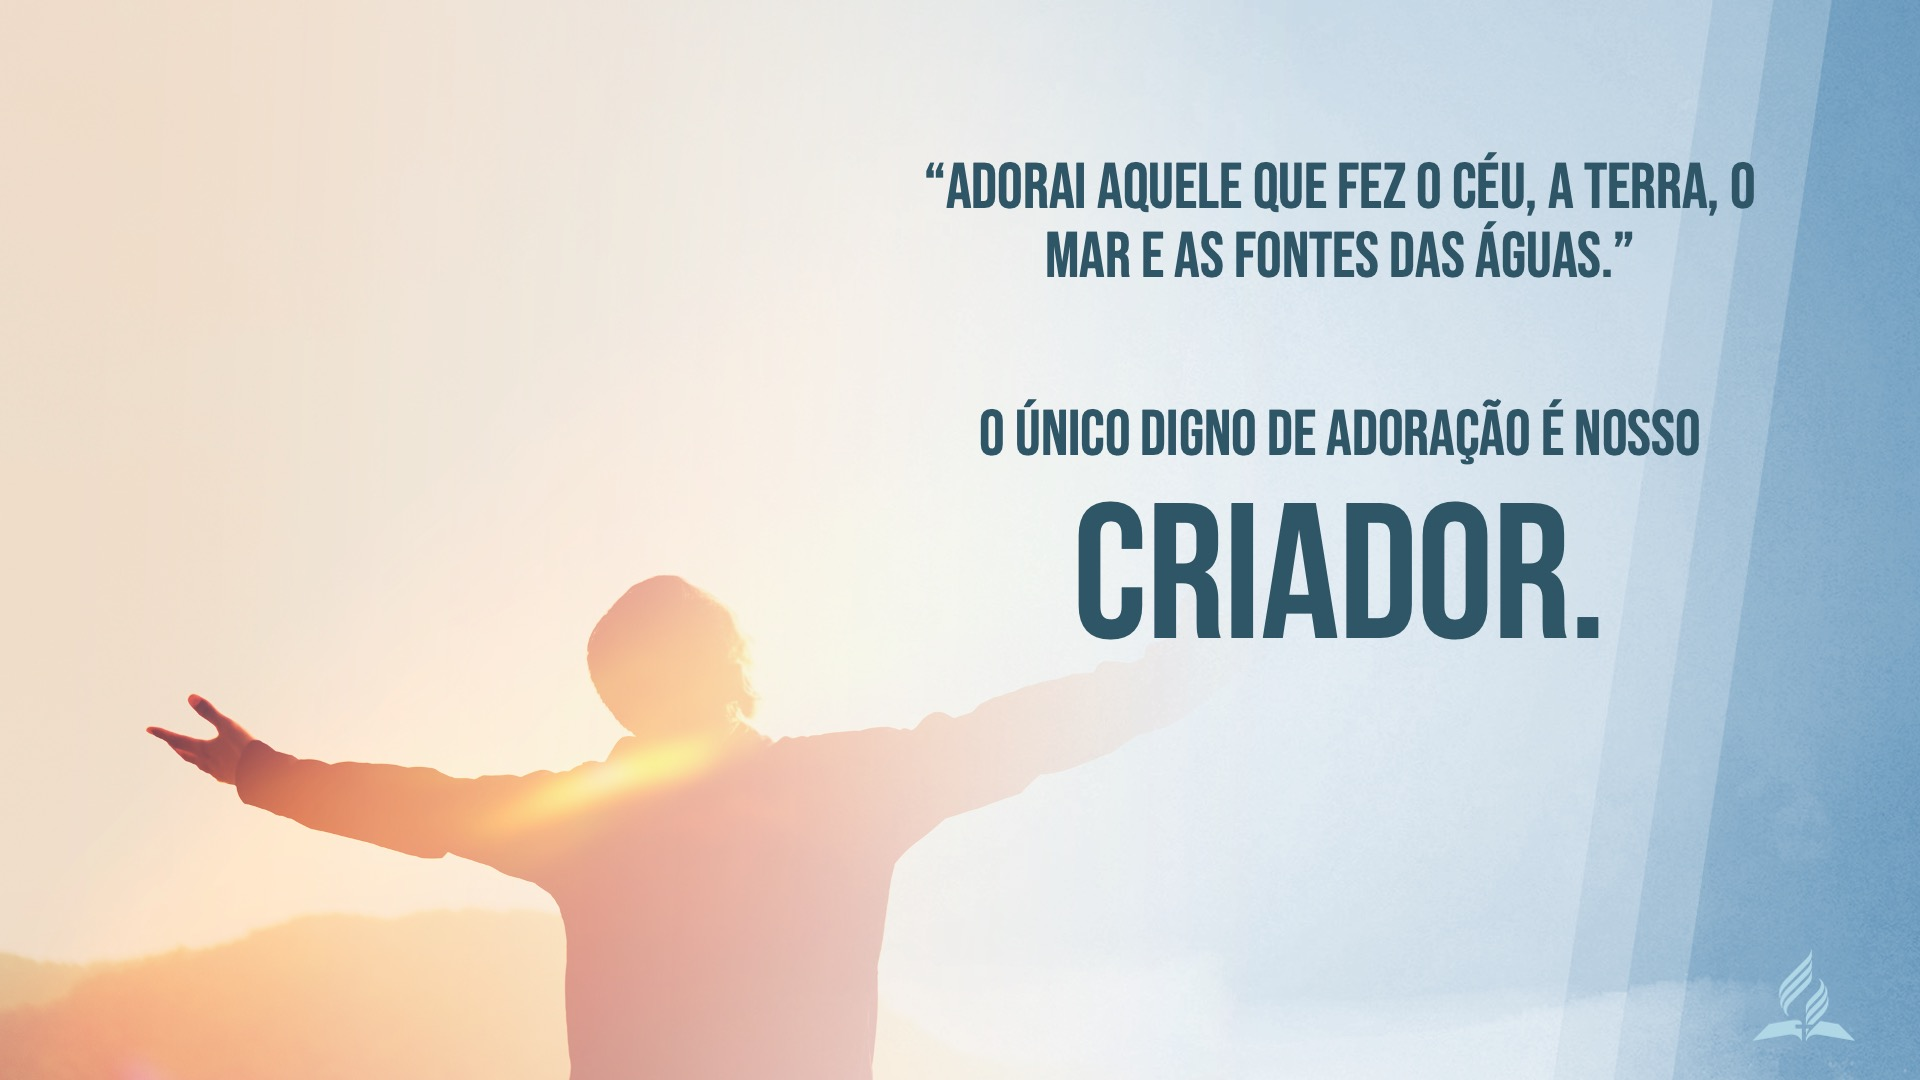 “ADORAI AQUELE QUE FEZ O CÉU, A TERRA, O
MAR E AS FONTES DAS ÁGUAS.”
O ÚNICO DIGNO DE ADORAÇÃO É NOSSO
CRIADOR.